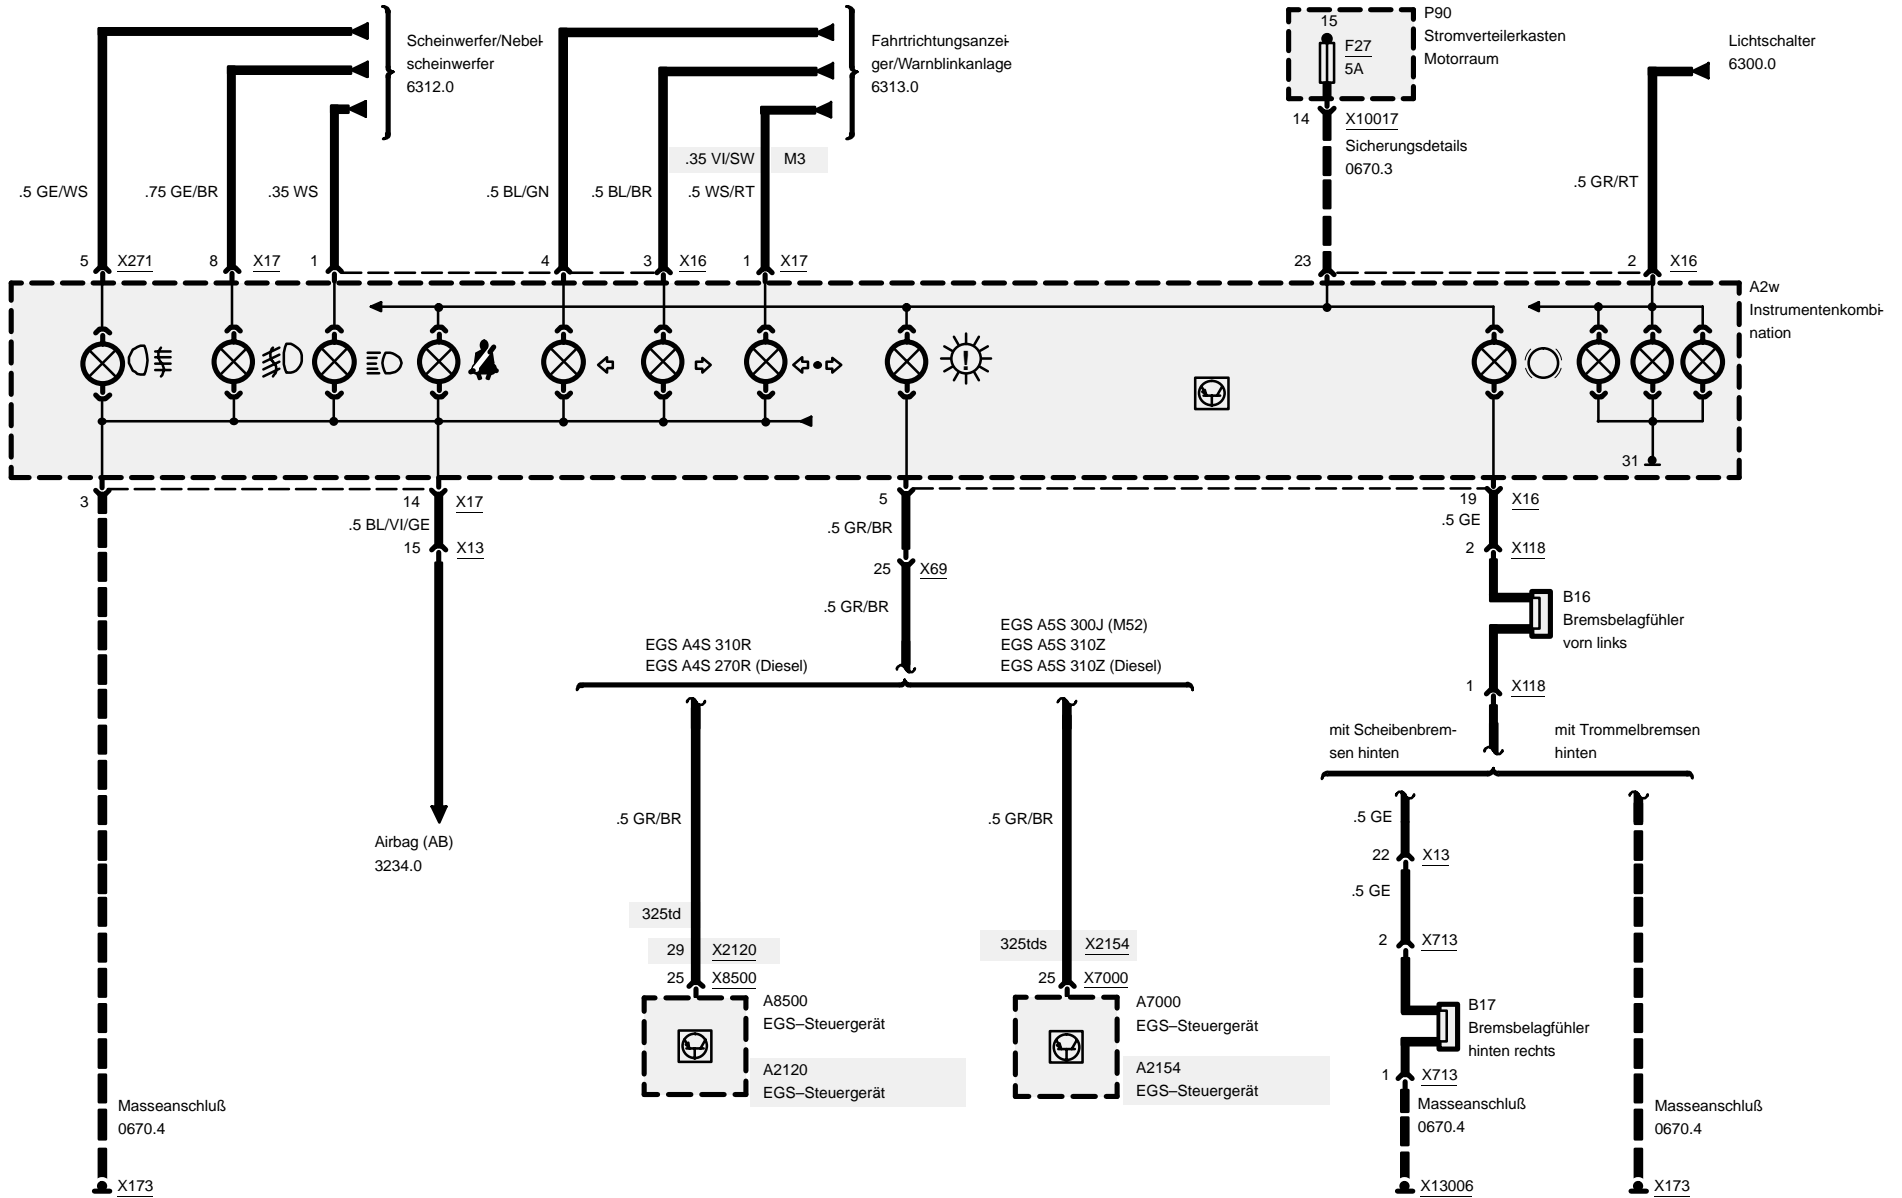 Scheinwerfer/Nebel-
scheinwerfer
6312.0
Fahrtrichtungsanzei-
ger/Warnblinkanlage
6313.0
15
F27
5A
P90
Stromverteilerkasten
Motorraum
14
X10017
Sicherungsdetails
0670.3
Lichtschalter
6300.0
.35 VI/SW
M3
.5 GE/WS
.75 GE/BR
.35 WS
.5 BL/GN
.5 BL/BR
.5 WS/RT
.5 GR/RT
5
X271
8
X17
1
4
3
X16
1
X17
23
2
X16
A2w
Instrumentenkombi-
nation
31
3
14
X17
.5 BL/VI/GE
15
X13
5
.5 GR/BR
25
X69
.5 GR/BR
19
X16
.5 GE
2
X118
B16
Bremsbelagfühler
vorn links
1
X118
EGS A4S 310R
EGS A4S 270R (Diesel)
EGS A5S 300J (M52)
EGS A5S 310Z
EGS A5S 310Z (Diesel)
mit Scheibenbrem-
sen hinten
mit Trommelbremsen
hinten
Airbag (AB)
3234.0
.5 GR/BR
.5 GR/BR
.5 GE
22
X13
.5 GE
2
X713
325td
29
X2120
25
X8500
325tds
X2154
25
X7000
A8500
EGS–Steuergerät
A2120
EGS–Steuergerät
A7000
EGS–Steuergerät
A2154
EGS–Steuergerät
B17
Bremsbelagfühler
hinten rechts
1
X713
Masseanschluß
0670.4
X173
Masseanschluß
0670.4
X13006
Masseanschluß
0670.4
X173